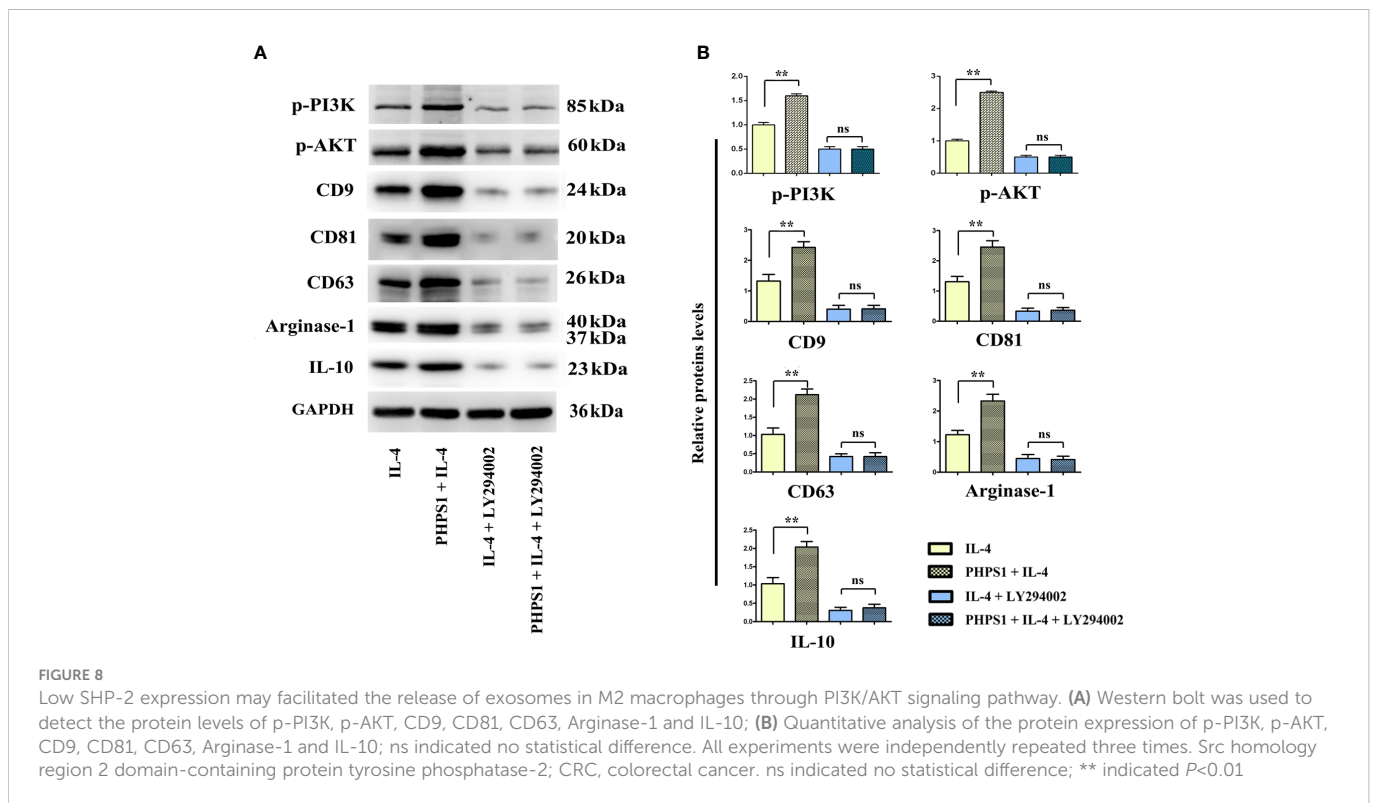 A
p-PI3K
85kDa
p-AKT
60kDa
CD9
24kDa
CD81
20kDa
CD63
26kDa
Arginase-1
40kDa
37kDa
IL-10
23kDa
GAPDH
36kDa
IL-4
PHPS1 + IL-4
IL-4 + LY294002
PHPS1 + IL-4 + LY294002
B
Relative proteins levels
2.0
1.5
1.0
0.5
0.0
**
ns
p-PI3K
3
2
1
0
**
ns
p-AKT
3
2
1
0
**
ns
CD9
3
2
1
0
**
ns
CD81
2.5
2.0
1.5
1.0
0.5
0.0
**
ns
CD63
3
2
1
0
**
ns
Arginase-1
2.5
2.0
1.5
1.0
0.5
0.0
**
ns
IL-10
IL-4
PHPS1 + IL-4
IL-4 + LY294002
PHPS1 + IL-4 + LY294002
FIGURE 8
Low SHP-2 expression may facilitated the release of exosomes in M2 macrophages through PI3K/AKT signaling pathway. (A) Western bolt was used to
detect the protein levels of p-PI3K, p-AKT, CD9, CD81, CD63, Arginase-1 and IL-10; (B) Quantitative analysis of the protein expression of p-PI3K, p-AKT,
CD9, CD81, CD63, Arginase-1 and IL-10; ns indicated no statistical difference. All experiments were independently repeated three times. Src homology
region 2 domain-containing protein tyrosine phosphatase-2; CRC, colorectal cancer. ns indicated no statistical difference; ** indicated P<0.01